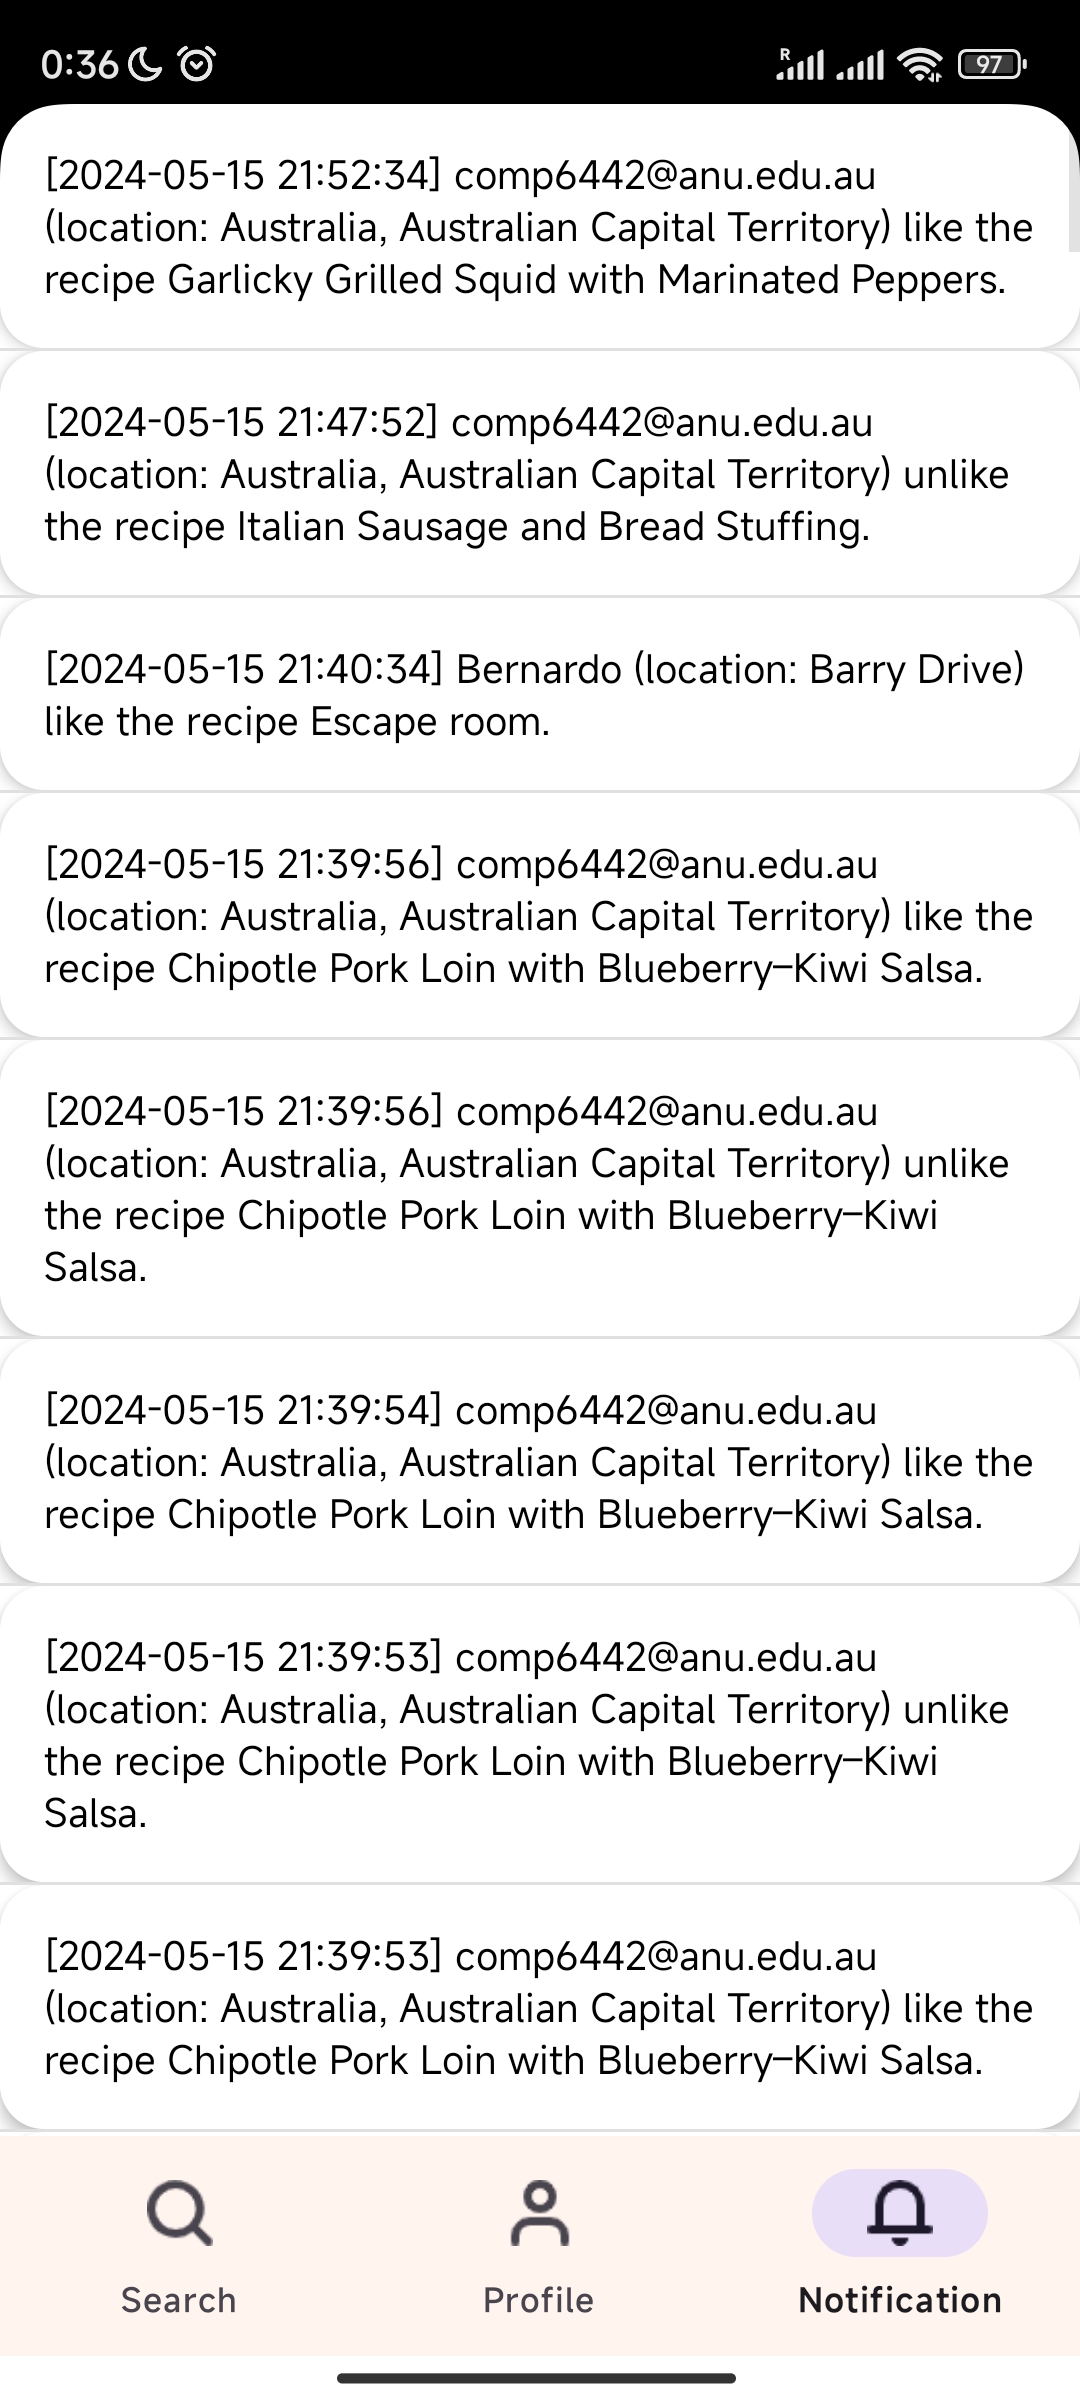 0:36
R
97
[2024-05-15 21:52:34] comp6442@anu.edu.au
(location: Australia, Australian Capital Territory) like the
recipe Garlicky Grilled Squid with Marinated Peppers.
[2024-05-15 21:47:52] comp6442@anu.edu.au
(location: Australia, Australian Capital Territory) unlike
the recipe Italian Sausage and Bread Stuffing.
[2024-05-15 21:40:34] Bernardo (location: Barry Drive)
like the recipe Escape room.
[2024-05-15 21:39:56] comp6442@anu.edu.au
(location: Australia, Australian Capital Territory) like the
recipe Chipotle Pork Loin with Blueberry–Kiwi Salsa.
[2024-05-15 21:39:56] comp6442@anu.edu.au
(location: Australia, Australian Capital Territory) unlike
the recipe Chipotle Pork Loin with Blueberry–Kiwi
Salsa.
[2024-05-15 21:39:54] comp6442@anu.edu.au
(location: Australia, Australian Capital Territory) like the
recipe Chipotle Pork Loin with Blueberry–Kiwi Salsa.
[2024-05-15 21:39:53] comp6442@anu.edu.au
(location: Australia, Australian Capital Territory) unlike
the recipe Chipotle Pork Loin with Blueberry–Kiwi
Salsa.
[2024-05-15 21:39:53] comp6442@anu.edu.au
(location: Australia, Australian Capital Territory) like the
recipe Chipotle Pork Loin with Blueberry–Kiwi Salsa.
Search
Profile
Notification